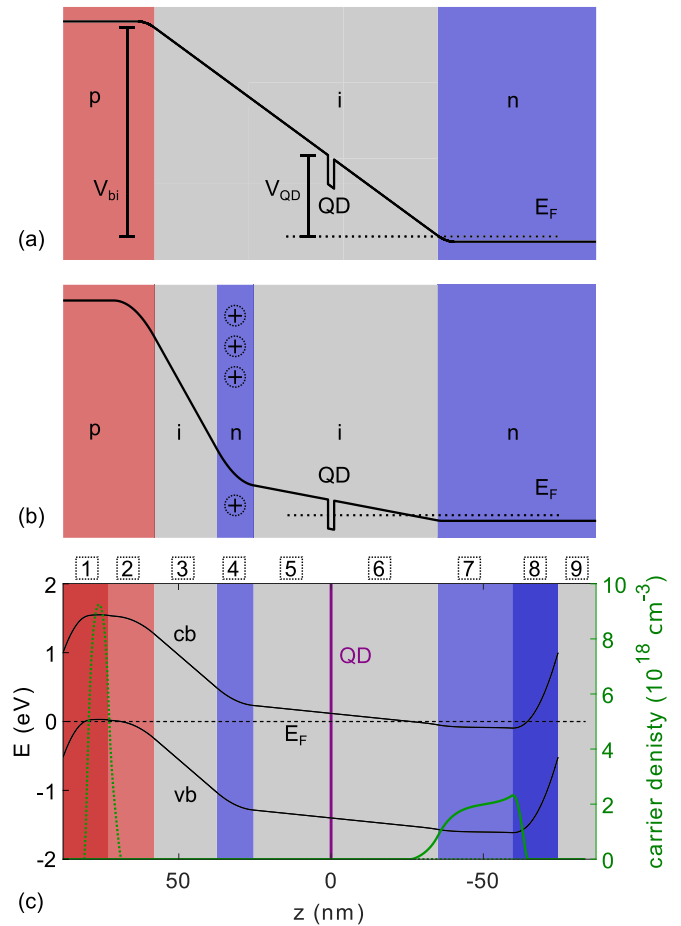 p
i
n
V_bi
V_QD
QD
E_F
(a)
p
i
n
i
n
+
+
+
+
QD
E_F
(b)
1 2 3 4 5 6 7 8 9
2
1
0
-1
-2
E (eV)
cb
vb
QD
E_F
10
8
6
4
2
0
carrier denisty (10^18 cm^-3)
50 0 -50
z (nm)
(c)